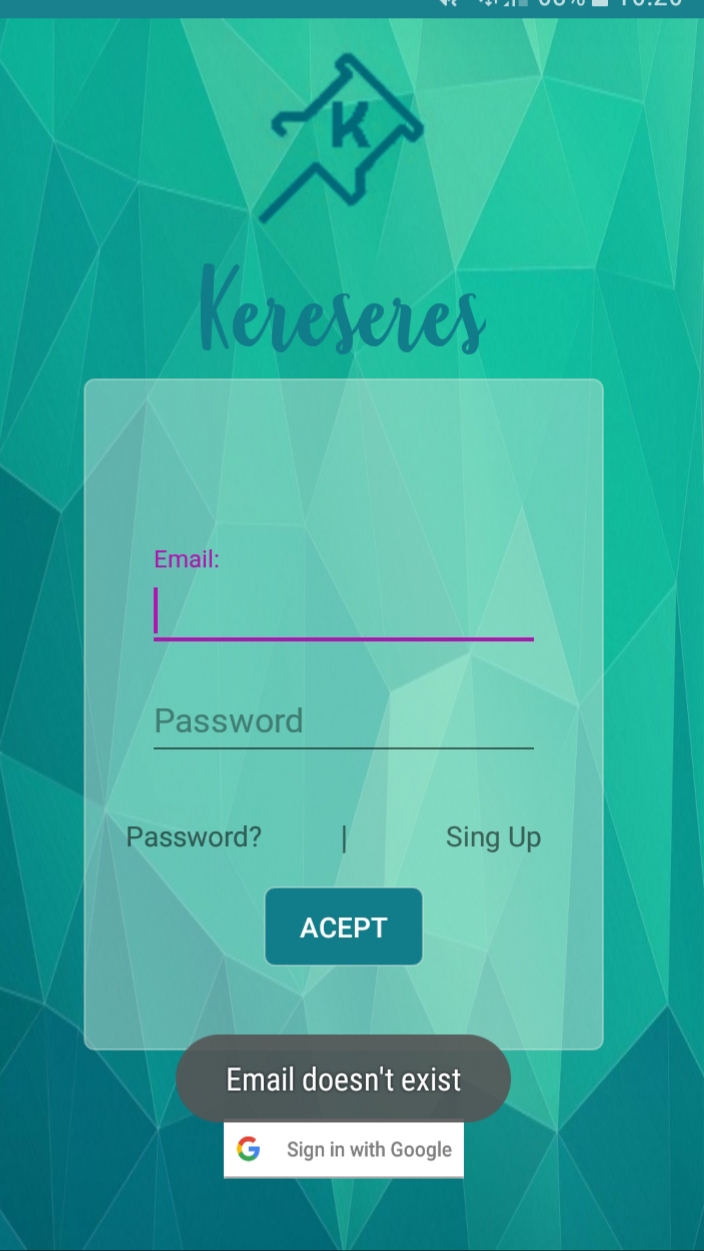 K
Kereseres
Email:
Password
Password? | Sing Up
ACEPT
Email doesn't exist
G Sign in with Google